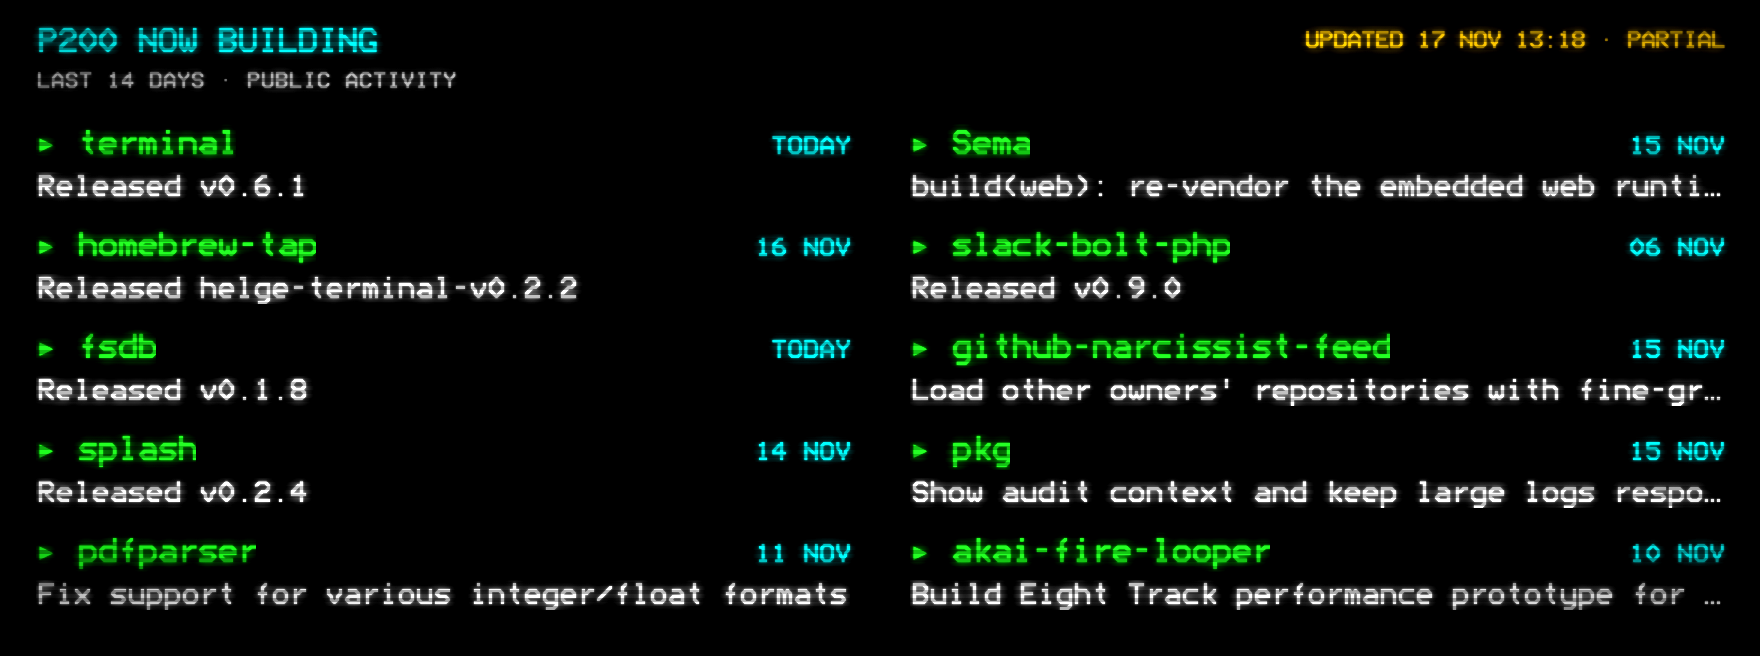 P200 NOW BUILDING
UPDATED 17 NOV 13:18 · PARTIAL
LAST 14 DAYS · PUBLIC ACTIVITY
► terminal TODAY
Released v0.6.1
► homebrew-tap 16 NOV
Released helge-terminal-v0.2.2
► fsdb TODAY
Released v0.1.8
► splash 14 NOV
Released v0.2.4
► pdfparser 11 NOV
Fix support for various integer/float formats
► Sema 15 NOV
build(web): re-vendor the embedded web runti…
► slack-bolt-php 06 NOV
Released v0.9.0
► github-narcissist-feed 15 NOV
Load other owners' repositories with fine-gr…
► pkg 15 NOV
Show audit context and keep large logs respo…
► akai-fire-looper 10 NOV
Build Eight Track performance prototype for …